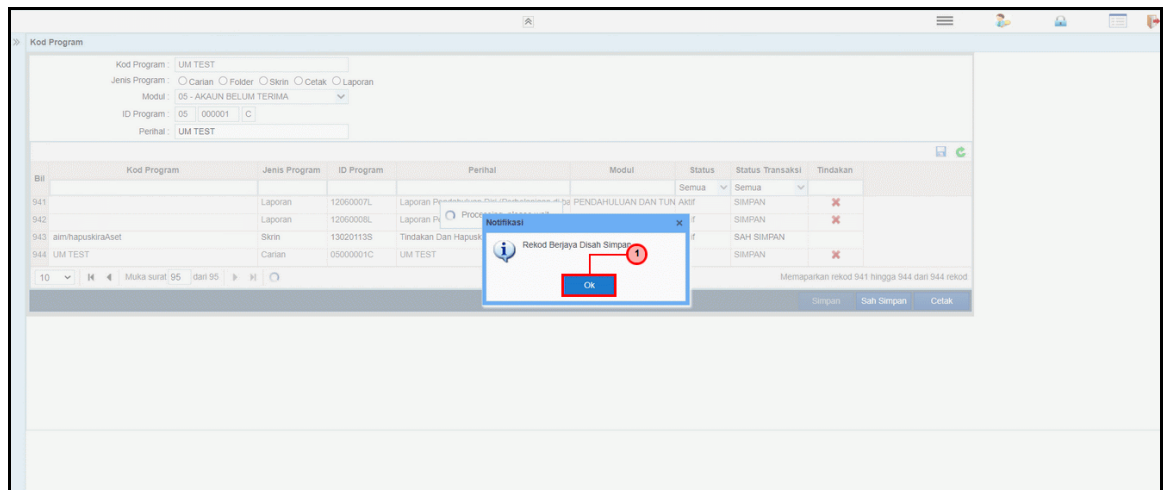 Kod Program
Kod Program : UM TEST
Jenis Program : Carian Folder Skrin Cetak Laporan
Modul : 05 - AKAUN BELUM TERIMA
ID Program : 05 000001 C
Perihal : UM TEST
Bil Kod Program Jenis Program ID Program Perihal Modul Status Status Transaksi Tindakan
Semua Semua
941 Laporan 12060007L Laporan PENDAHULUAN DAN TUN Aktif SIMPAN
942 Laporan 12060008L Laporan SIMPAN
943 aim/hapuskiraAset Skrin 13020113S Tindakan Dan Hapusk SAH SIMPAN
944 UM TEST Carian 05000001C UM TEST SIMPAN
Notifikasi
Rekod Berjaya Disah Simpan
1
Ok
10 Muka surat 95 dari 95 Memaparkan rekod 941 hingga 944 dari 944 rekod
Simpan Sah Simpan Cetak